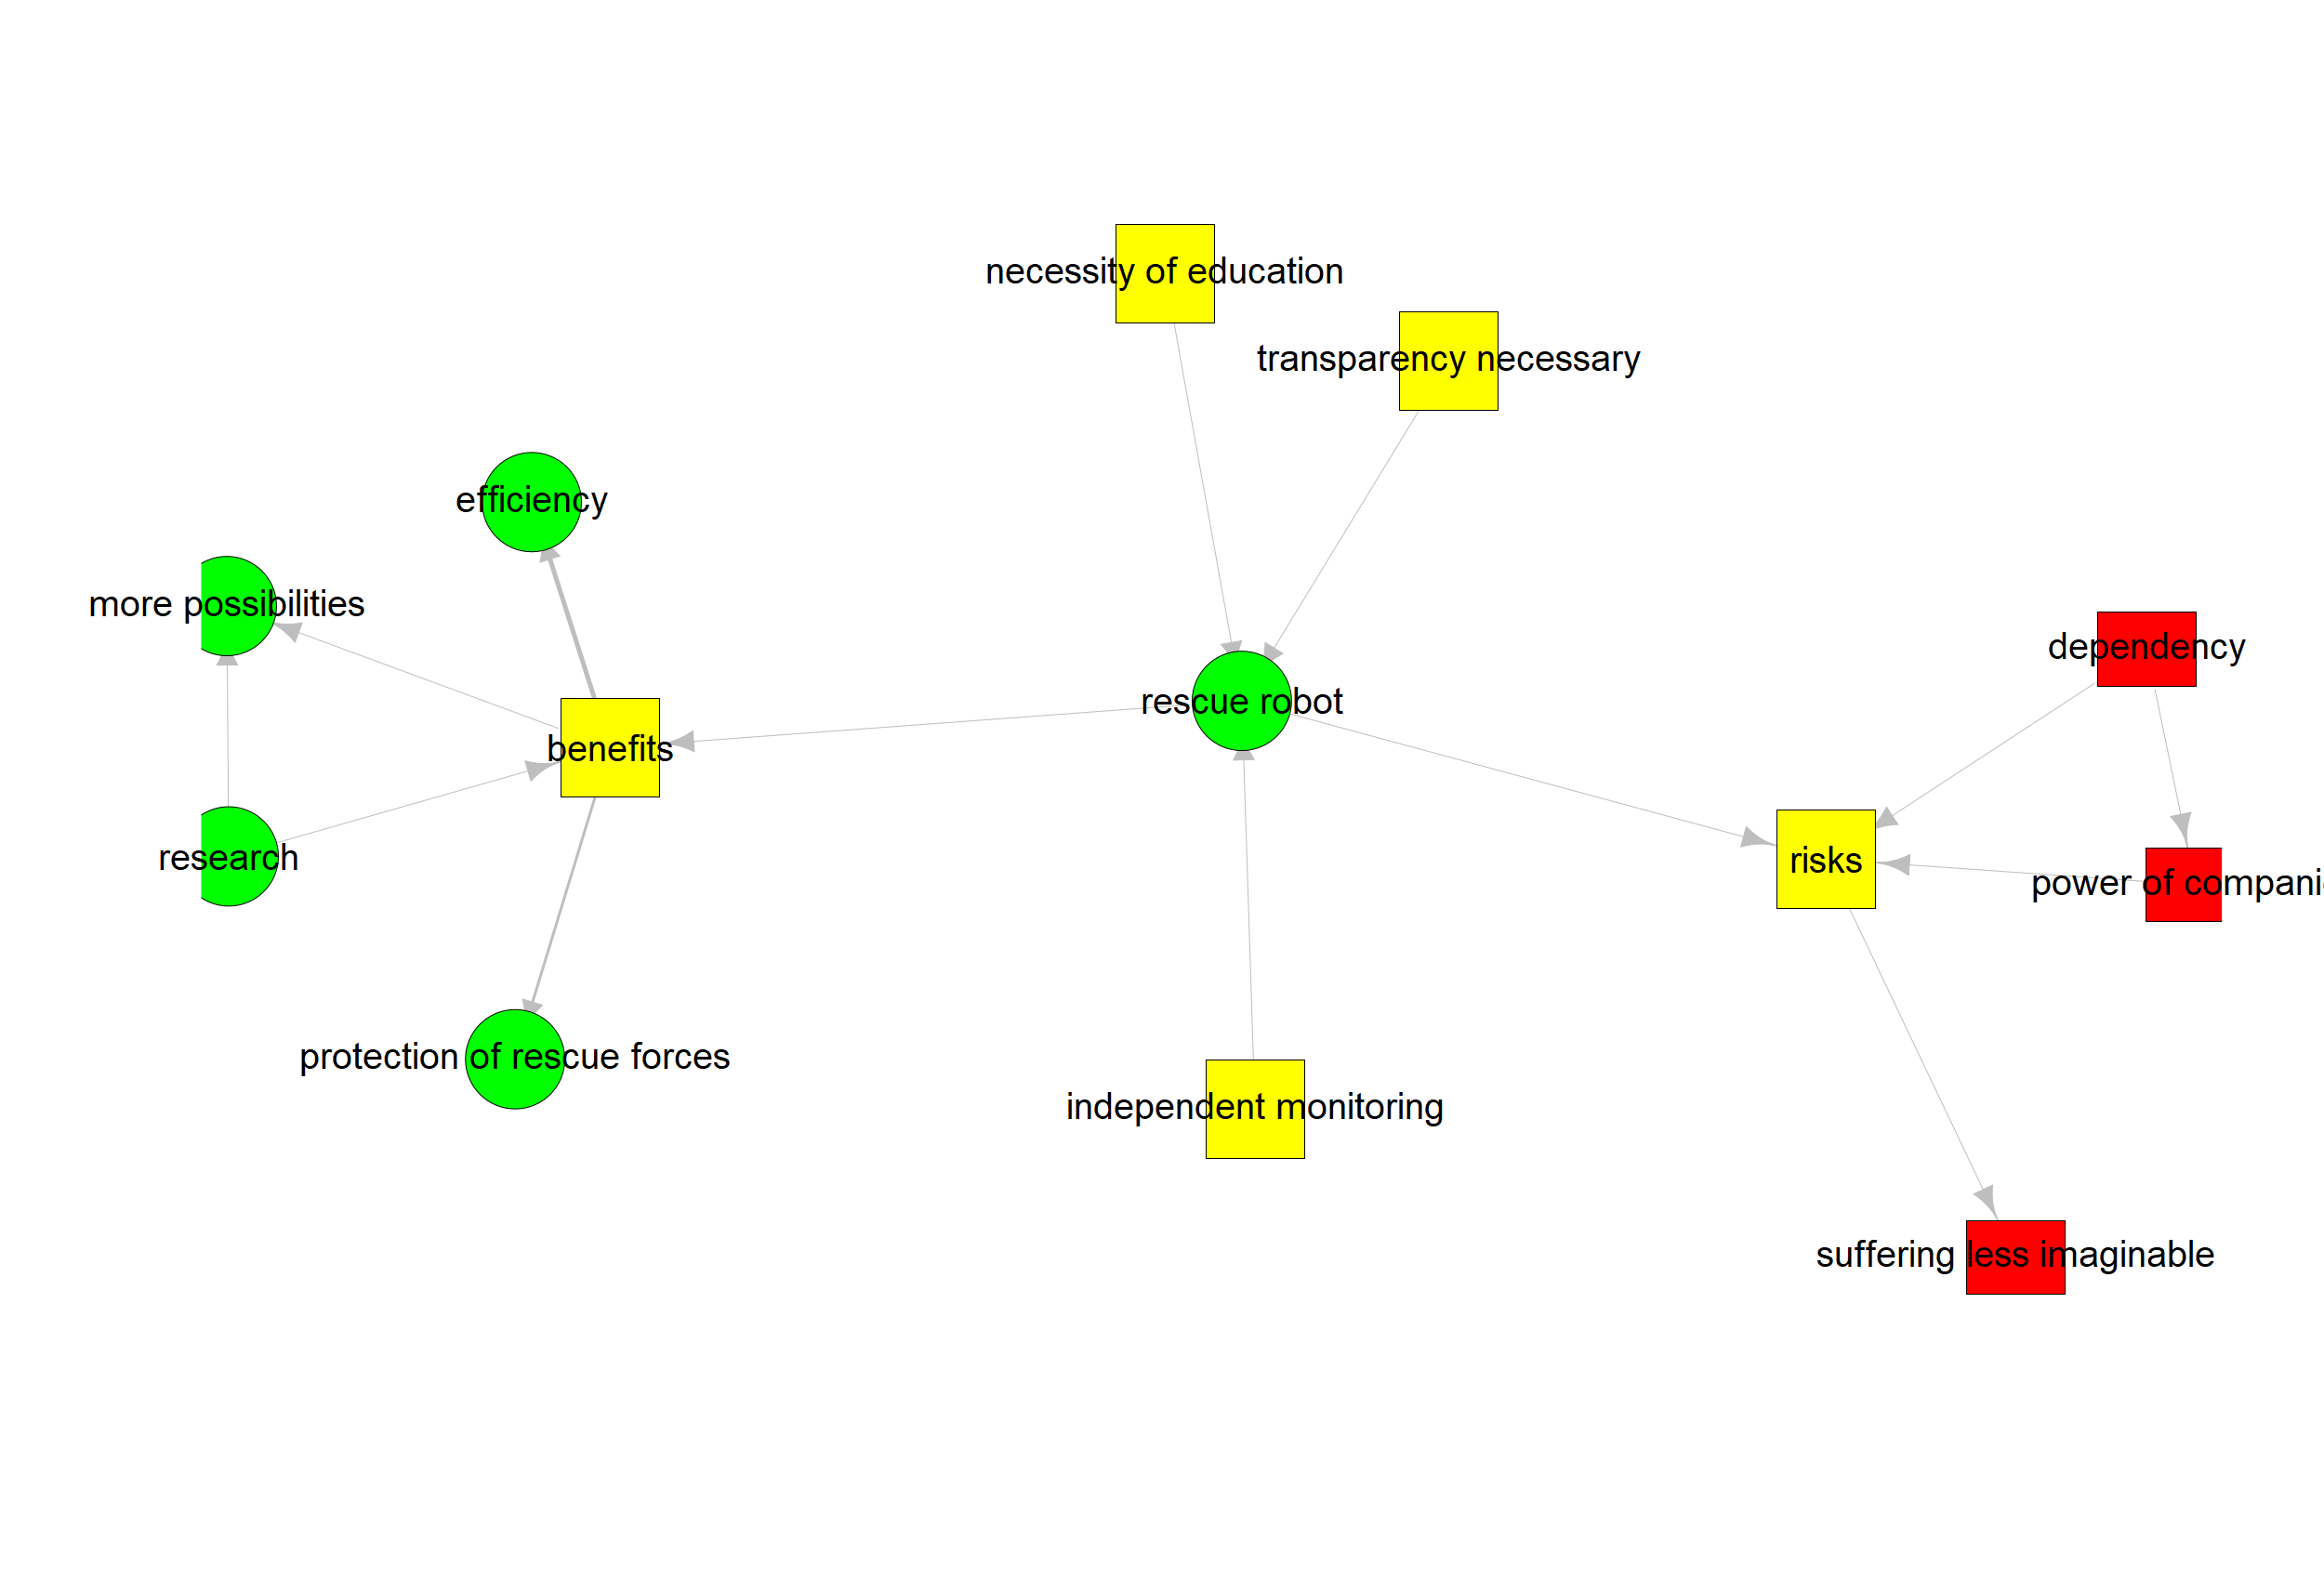 necessity of education
transparency necessary
efficiency
more possibilities
dependency
rescue robot
benefits
research
risks
power of compani
protection of rescue forces
independent monitoring
suffering less imaginable